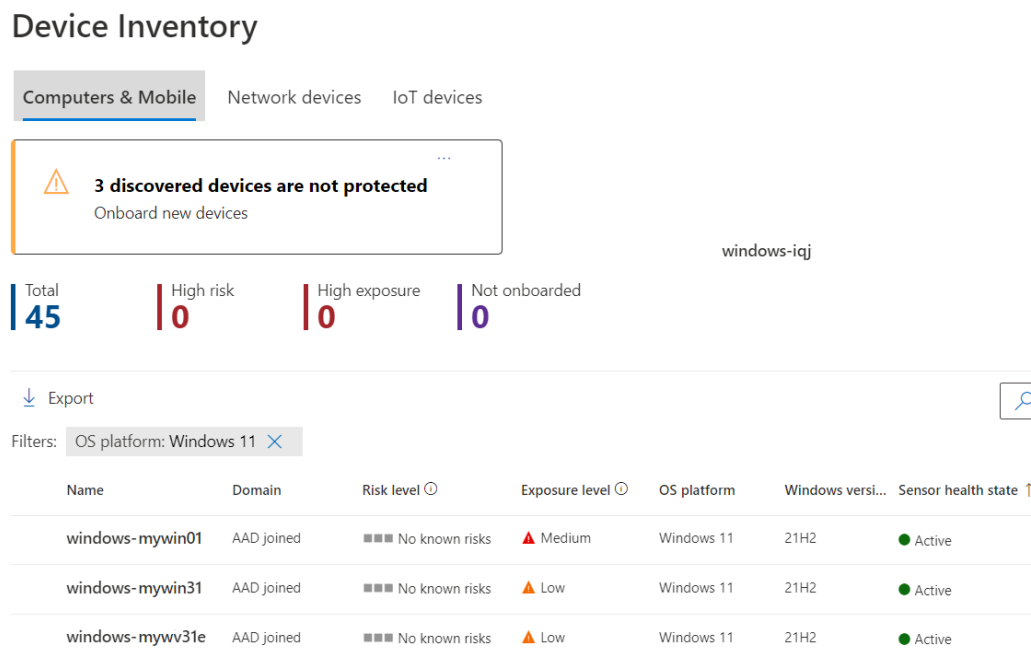 Device Inventory
Computers & Mobile Network devices IoT devices
...
3 discovered devices are not protected
Onboard new devices
windows-iqj
Total High risk High exposure Not onboarded
45 0 0 0
Export
Filters: OS platform: Windows 11
Name Domain Risk level Exposure level OS platform Windows versi... Sensor health state
windows-mywin01 AAD joined No known risks Medium Windows 11 21H2 Active
windows-mywin31 AAD joined No known risks Low Windows 11 21H2 Active
windows-mywv31e AAD joined No known risks Low Windows 11 21H2 Active